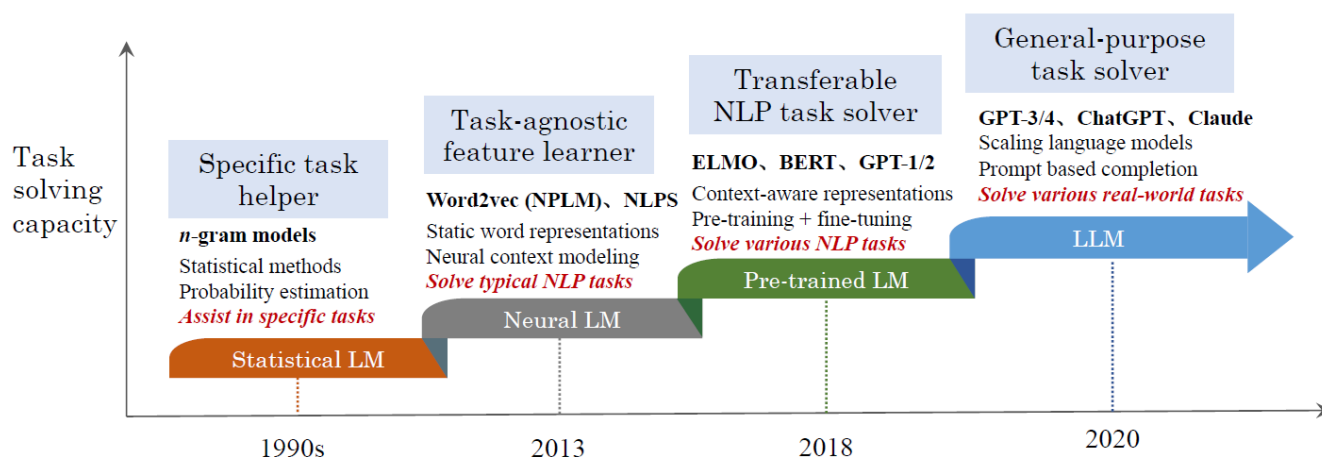 Task
solving
capacity
Specific task
helper
n-gram models
Statistical methods
Probability estimation
Assist in specific tasks
Statistical LM
1990s
Task-agnostic
feature learner
Word2vec (NPLM)、NLPS
Static word representations
Neural context modeling
Solve typical NLP tasks
Neural LM
2013
Transferable
NLP task solver
ELMO、BERT、GPT-1/2
Context-aware representations
Pre-training + fine-tuning
Solve various NLP tasks
Pre-trained LM
2018
General-purpose
task solver
GPT-3/4、ChatGPT、Claude
Scaling language models
Prompt based completion
Solve various real-world tasks
LLM
2020